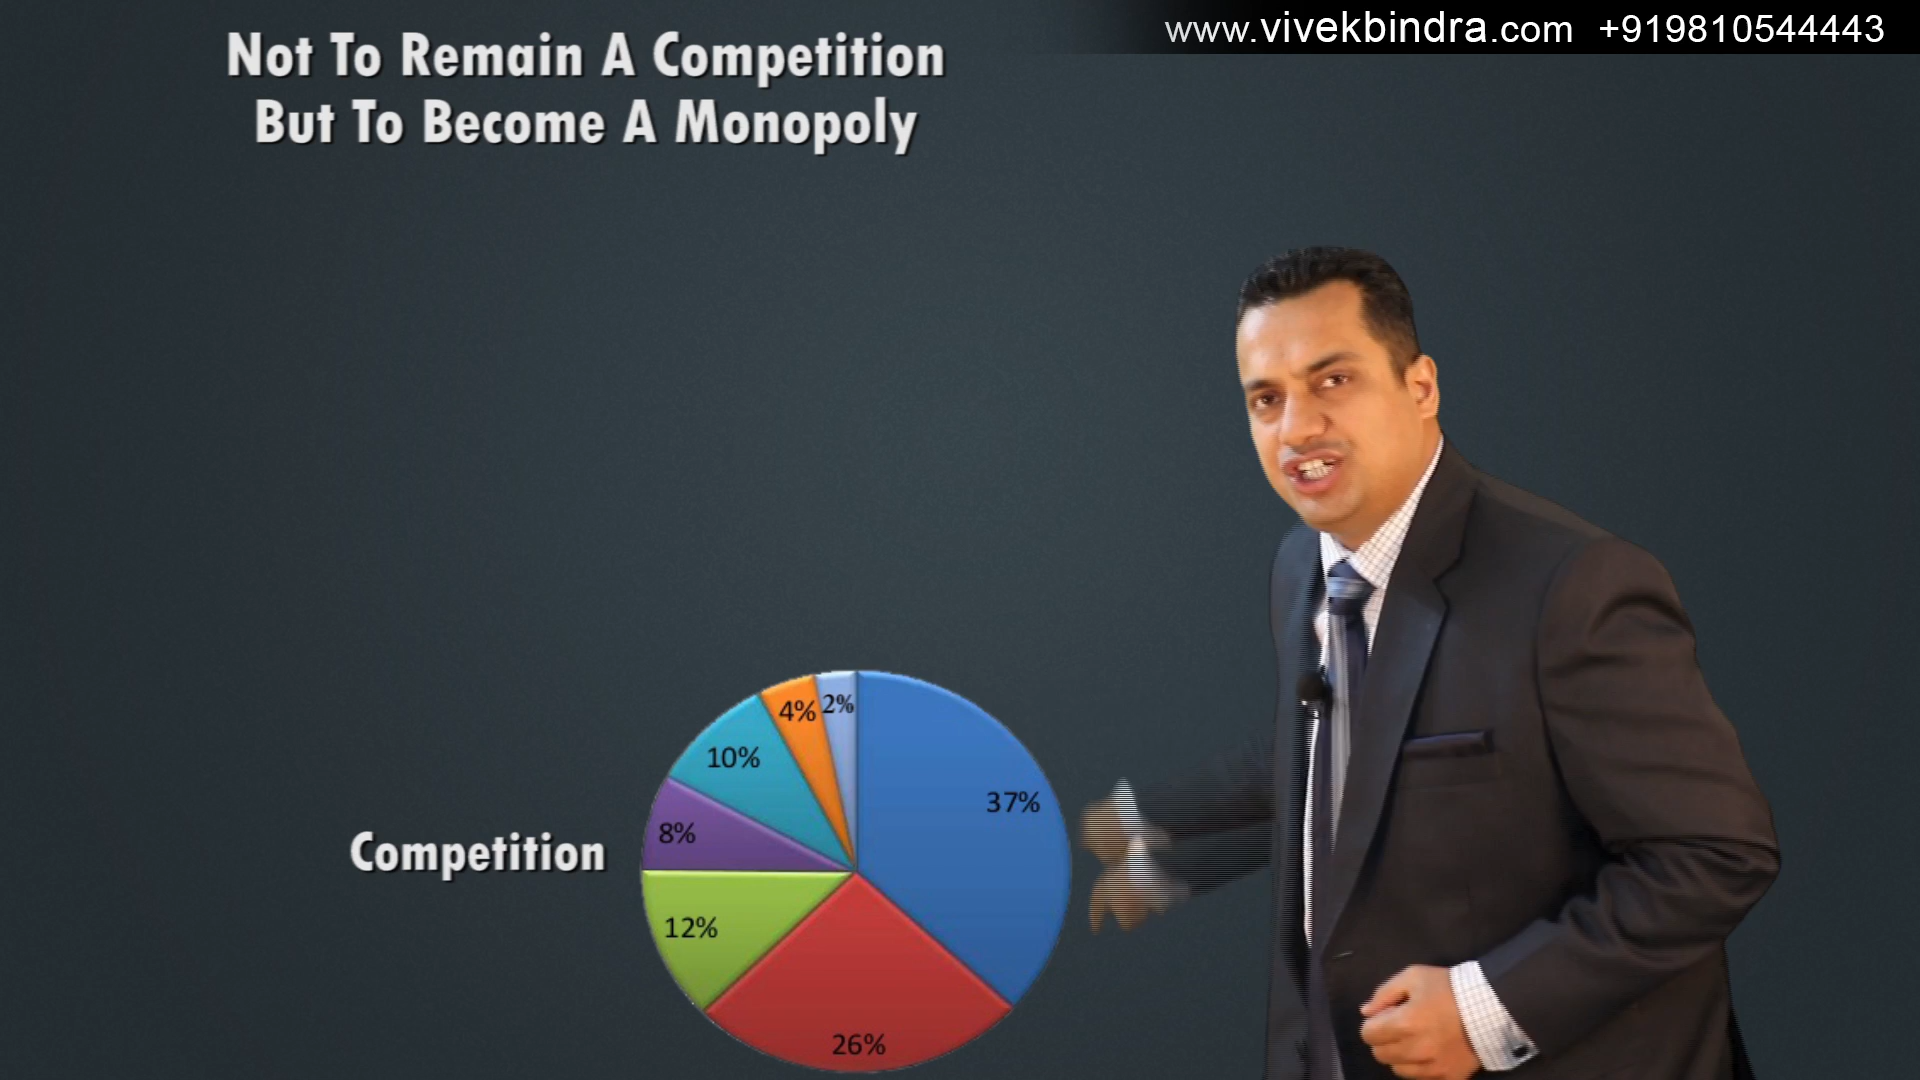 www.vivekbindra.com +919810544443
Not To Remain A Competition
But To Become A Monopoly
4% 2%
10%
37%
8%
Competition
12%
26%